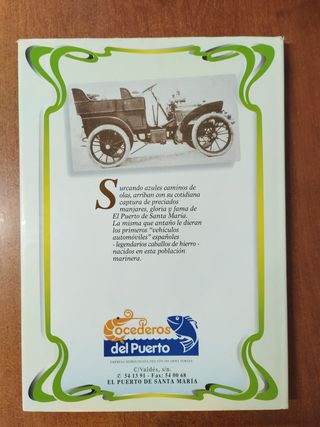 Surcando azules caminos de
olas, arriban con su cotidiana
captura de preciados
manjares, gloria y fama de
El Puerto de Santa María.
La misma que antaño le dieran
los primeros "vehículos
automóviles" españoles
- legendarios caballos de hierro -
nacidos en esta población
marinera.
Cocederos
del Puerto
C/Valdés, s/n.
✆ 54 13 91 - Fax: 54 00 68
EL PUERTO DE SANTA MARÍA